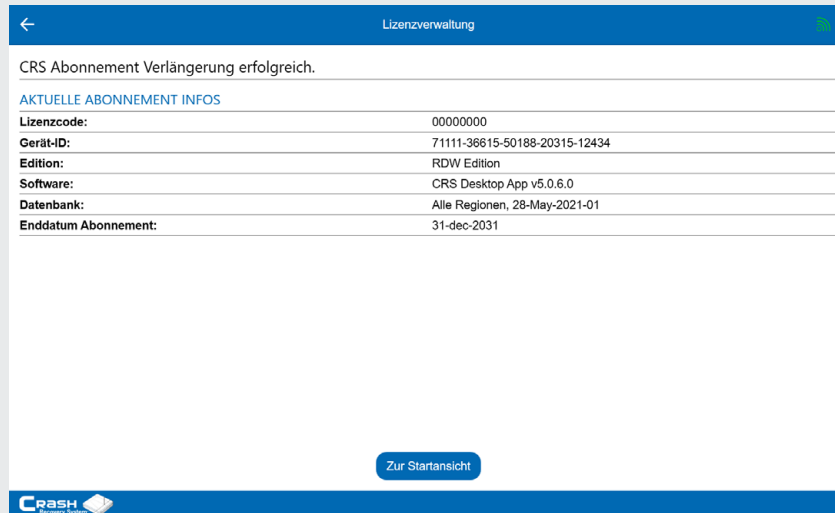 Lizenzverwaltung
CRS Abonnement Verlängerung erfolgreich.
AKTUELLE ABONNEMENT INFOS
Lizenzcode: 00000000
Gerät-ID: 71111-36615-50188-20315-12434
Edition: RDW Edition
Software: CRS Desktop App v5.0.6.0
Datenbank: Alle Regionen, 28-May-2021-01
Enddatum Abonnement: 31-dec-2031
Zur Startansicht
CRASH
Recovery System